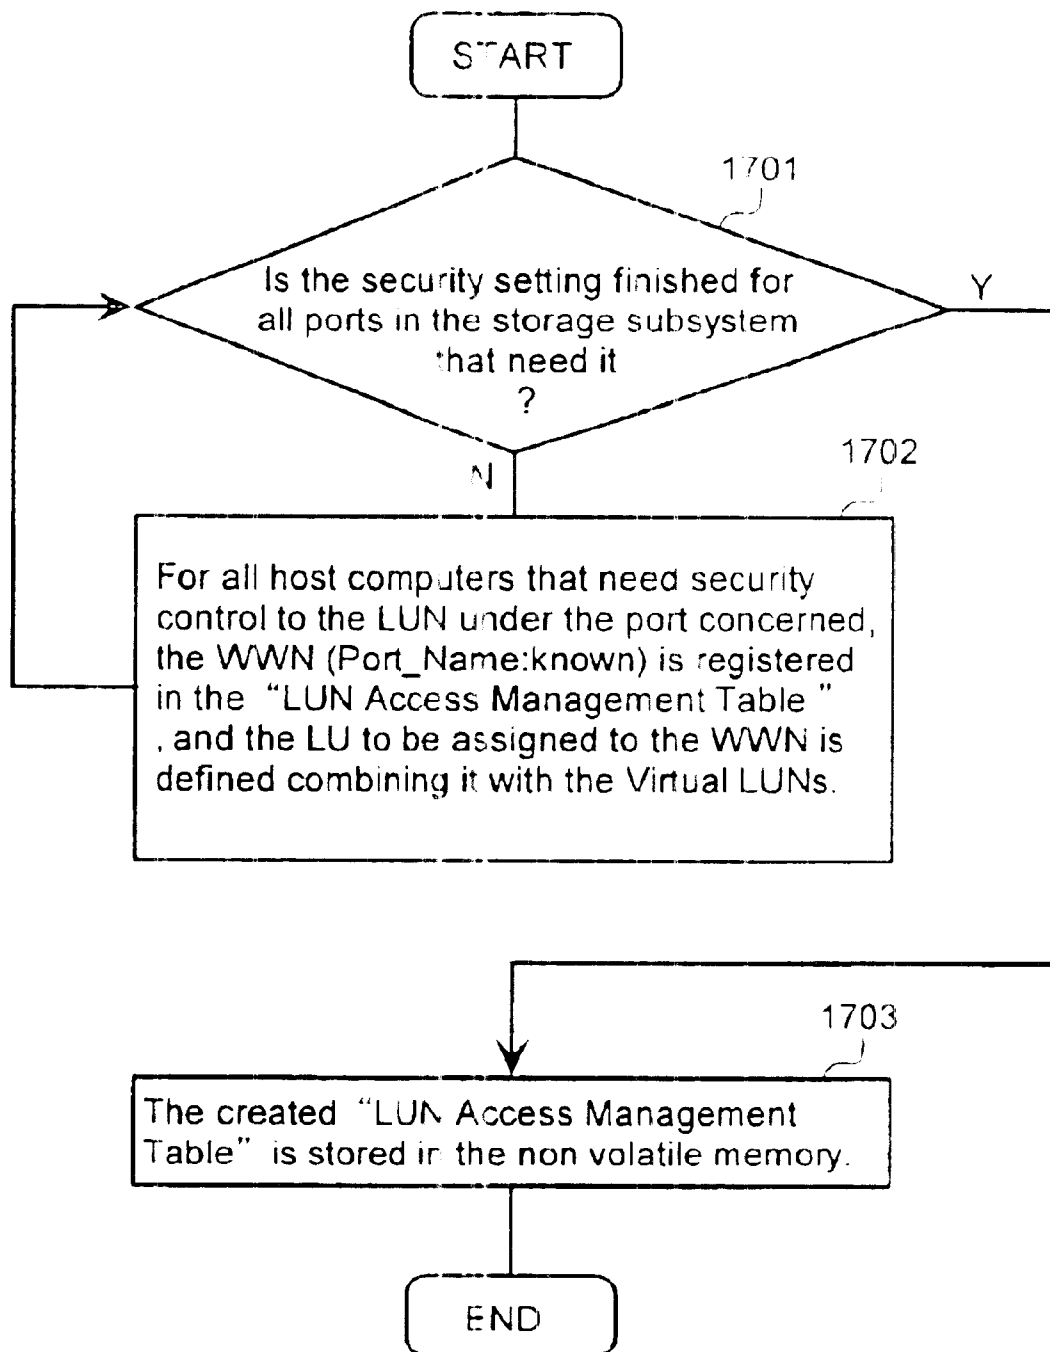 START
1701
Is the security setting finished for
all ports in the storage subsystem
that need it
?
Y
N
1702
For all host computers that need security
control to the LUN under the port concerned,
the WWN (Port_Name:known) is registered
in the “LUN Access Management Table ”
, and the LU to be assigned to the WWN is
defined combining it with the Virtual LUNs.
1703
The created “LUN Access Management
Table” is stored in the non volatile memory.
END